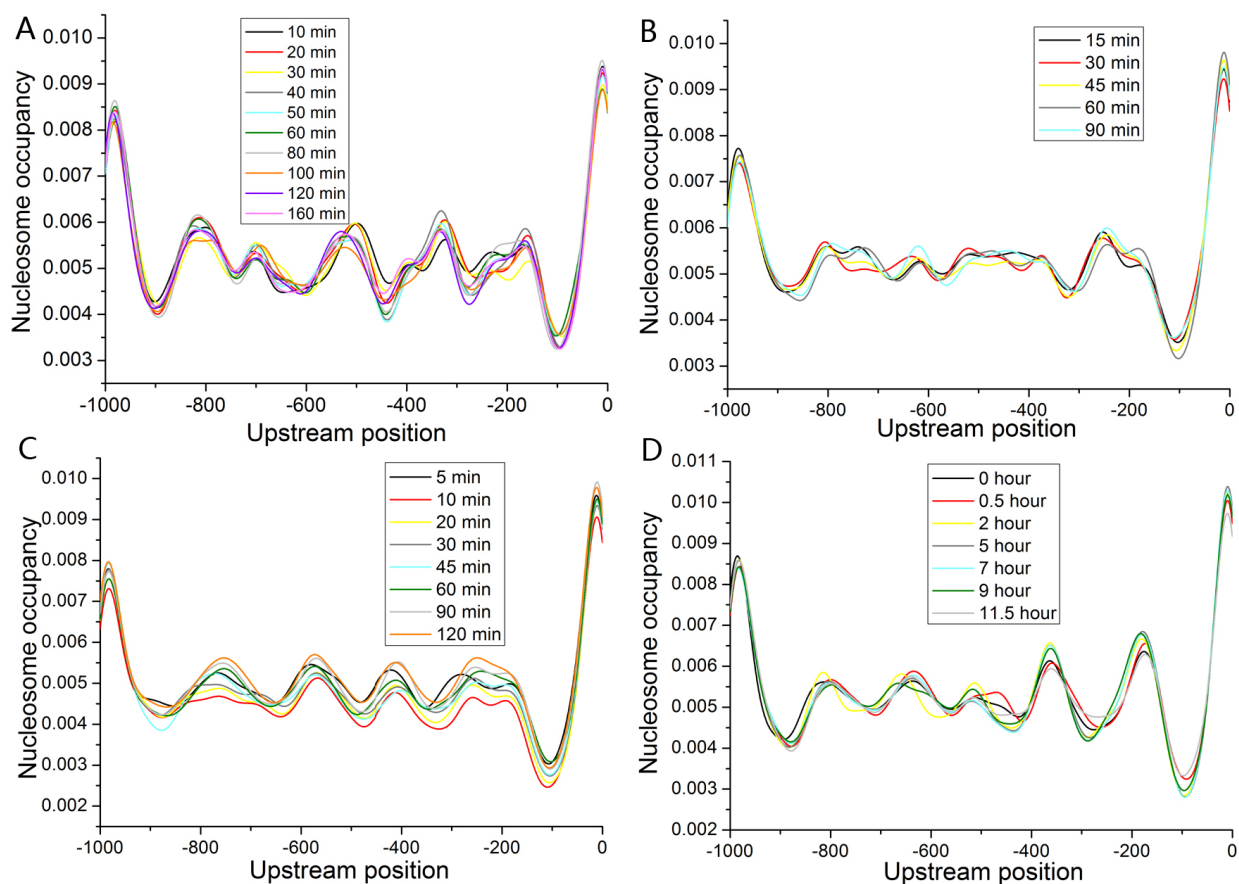 A
Nucleosome occupancy
0.010
0.009
0.008
0.007
0.006
0.005
0.004
0.003
10 min
20 min
30 min
40 min
50 min
60 min
80 min
100 min
120 min
160 min
-1000 -800 -600 -400 -200 0
Upstream position
B
Nucleosome occupancy
0.010
0.009
0.008
0.007
0.006
0.005
0.004
0.003
15 min
30 min
45 min
60 min
90 min
-1000 -800 -600 -400 -200 0
Upstream position
C
Nucleosome occupancy
0.010
0.009
0.008
0.007
0.006
0.005
0.004
0.003
0.002
5 min
10 min
20 min
30 min
45 min
60 min
90 min
120 min
-1000 -800 -600 -400 -200 0
Upstream position
D
Nucleosome occupancy
0.011
0.010
0.009
0.008
0.007
0.006
0.005
0.004
0.003
0.002
0 hour
0.5 hour
2 hour
5 hour
7 hour
9 hour
11.5 hour
-1000 -800 -600 -400 -200 0
Upstream position